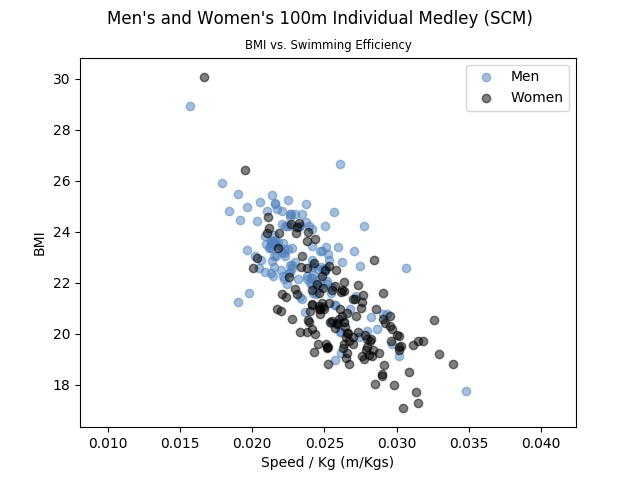 Men's and Women's 100m Individual Medley (SCM)
BMI vs. Swimming Efficiency
Men
Women
30
28
26
24
22
20
18
BMI
0.010 0.015 0.020 0.025 0.030 0.035 0.040
Speed / Kg (m/Kgs)